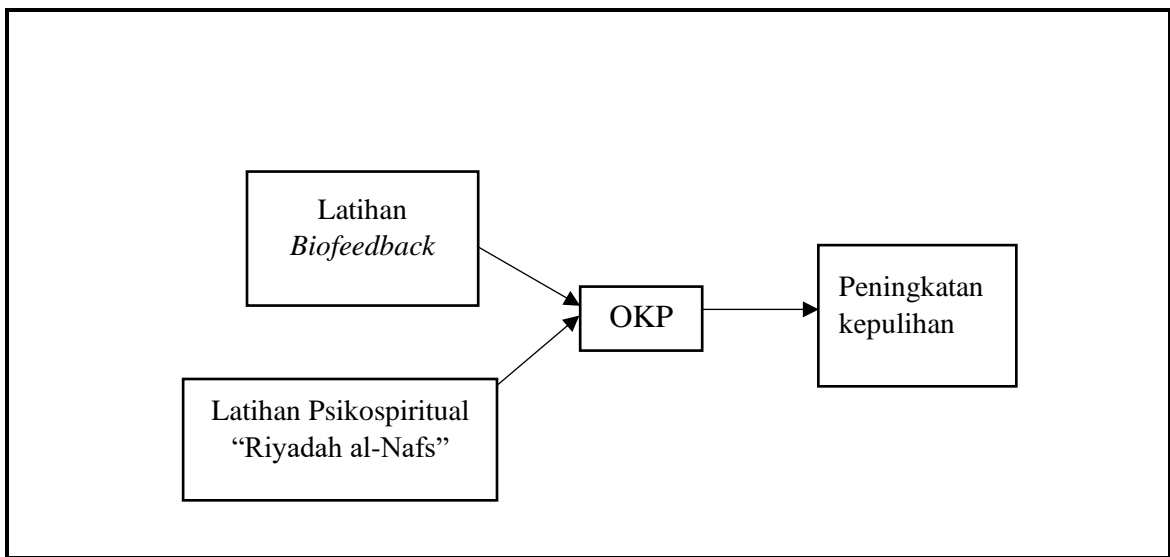 Latihan
Biofeedback
OKP
Peningkatan
kepulihan
Latihan Psikospiritual
“Riyadah al-Nafs”